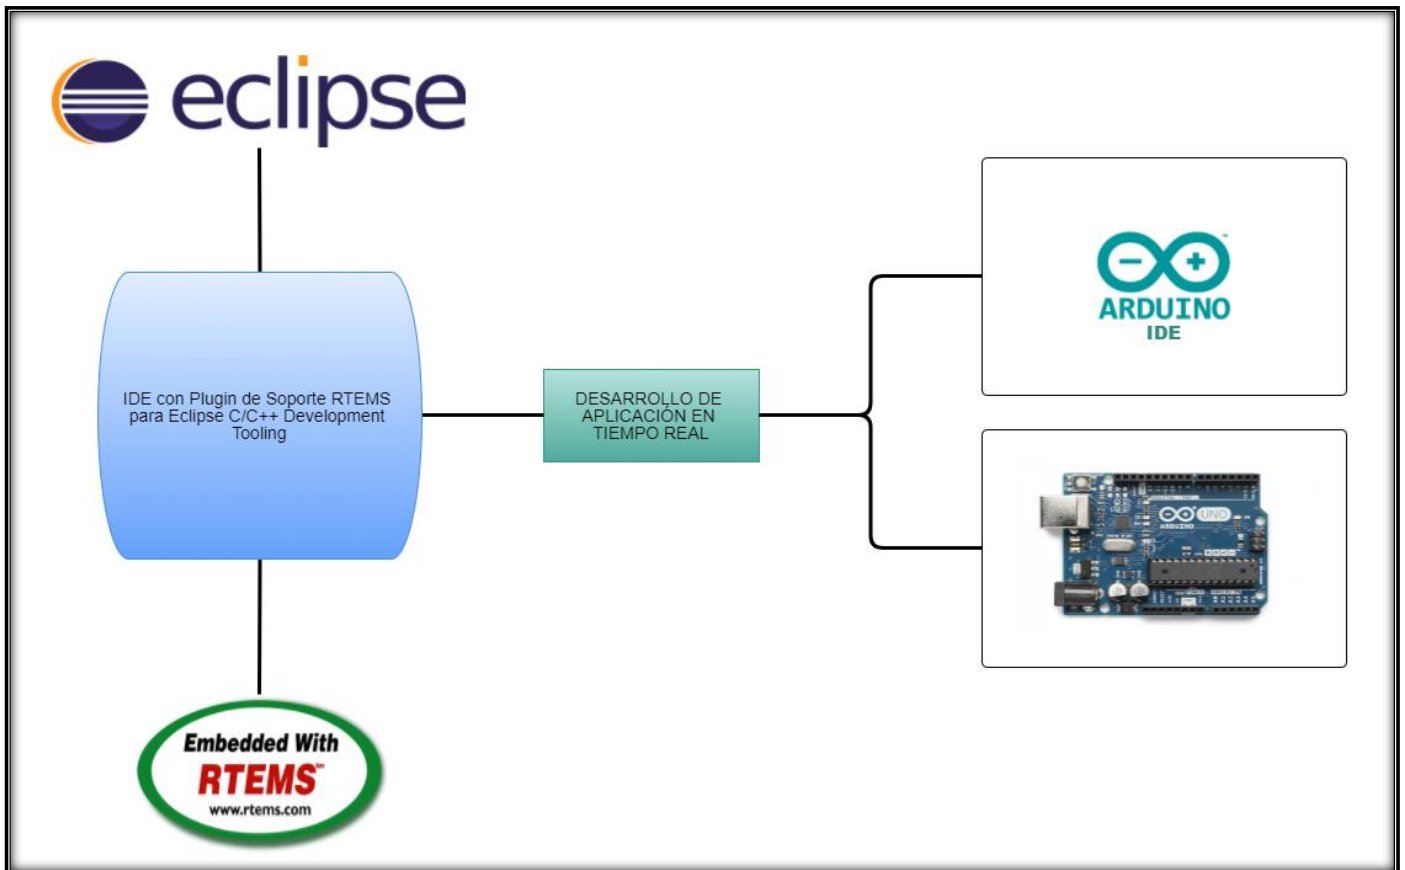 eclipse
IDE con Plugin de Soporte RTEMS
para Eclipse C/C++ Development
Tooling
DESARROLLO DE
APLICACIÓN EN
TIEMPO REAL
ARDUINO
IDE
UNO
ARDUINO
Embedded With
RTEMS
www.rtems.com